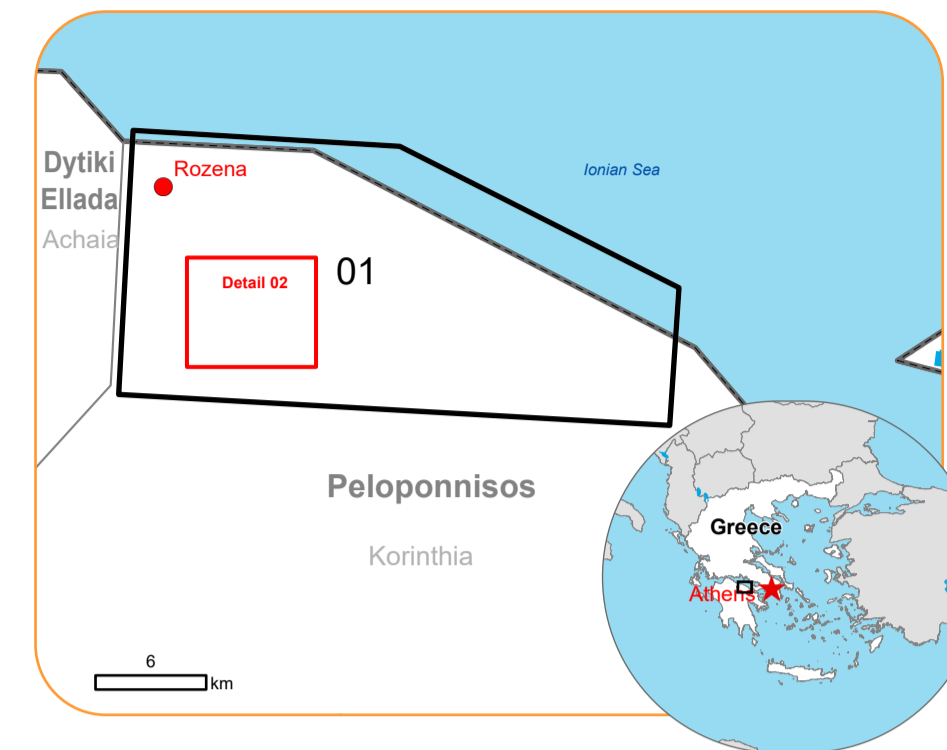 Dytiki
Ellada
Achaia
Rozena
Ionian Sea
Detail 02
01
Peloponnisos
Korinthia
Greece
Athens
6
km